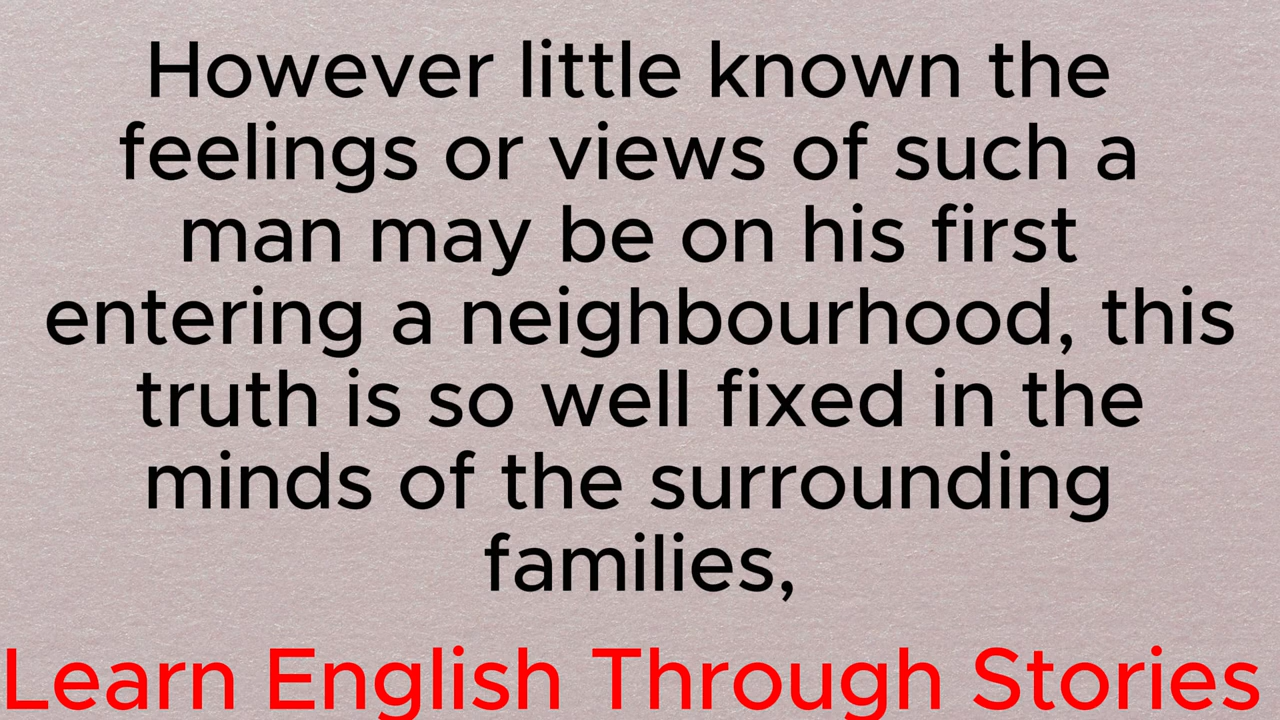 However little known the
feelings or views of such a
man may be on his first
entering a neighbourhood, this
truth is so well fixed in the
minds of the surrounding
families,
Learn English Through Stories